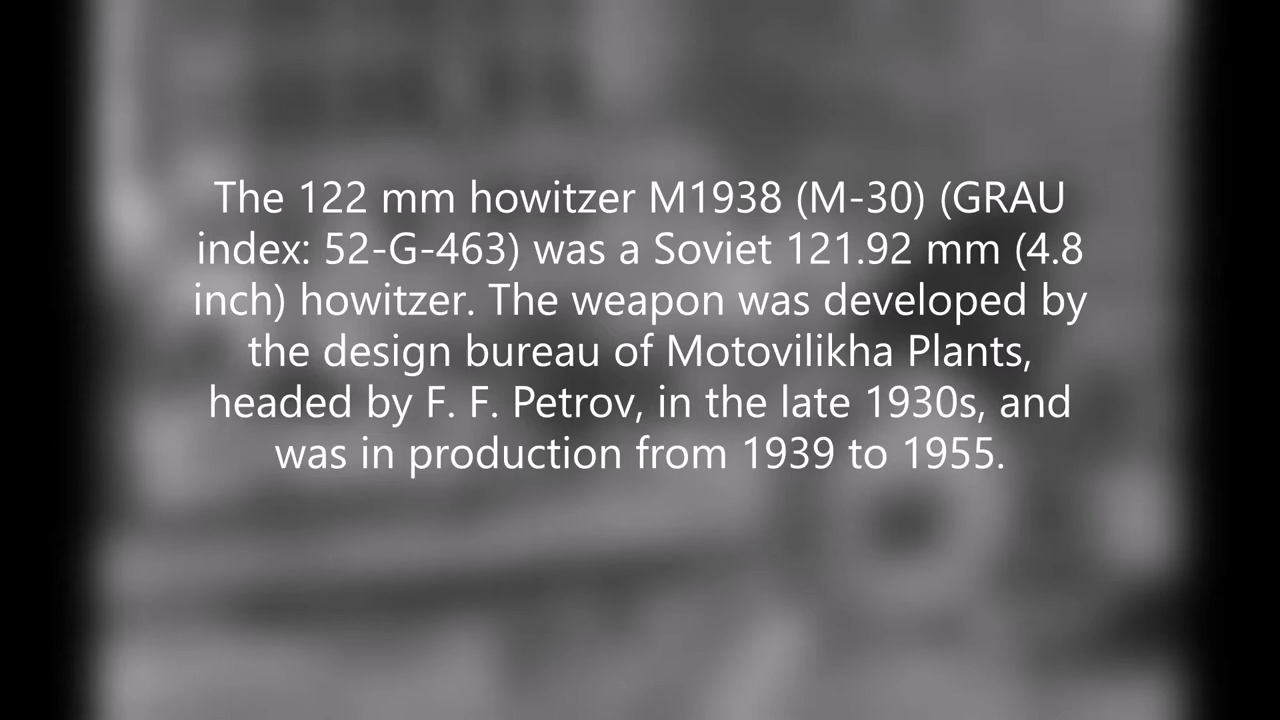 The 122 mm howitzer M1938 (M-30) (GRAU
index: 52-G-463) was a Soviet 121.92 mm (4.8
inch) howitzer. The weapon was developed by
the design bureau of Motovilikha Plants,
headed by F. F. Petrov, in the late 1930s, and
was in production from 1939 to 1955.